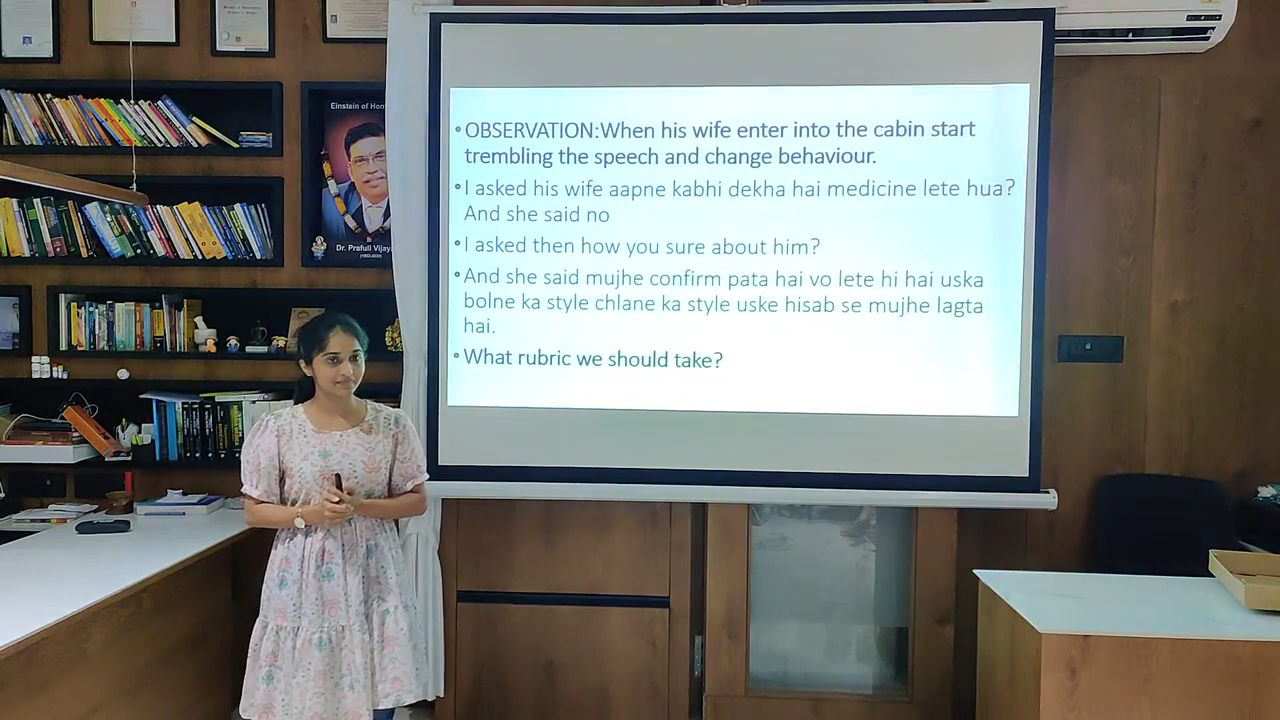 Einstein of Hom
Dr. Prafull Vijay
•OBSERVATION:When his wife enter into the cabin start
trembling the speech and change behaviour.
•I asked his wife aapne kabhi dekha hai medicine lete hua?
And she said no
•I asked then how you sure about him?
•And she said mujhe confirm pata hai vo lete hi hai uska
bolne ka style chlane ka style uske hisab se mujhe lagta
hai.
•What rubric we should take?